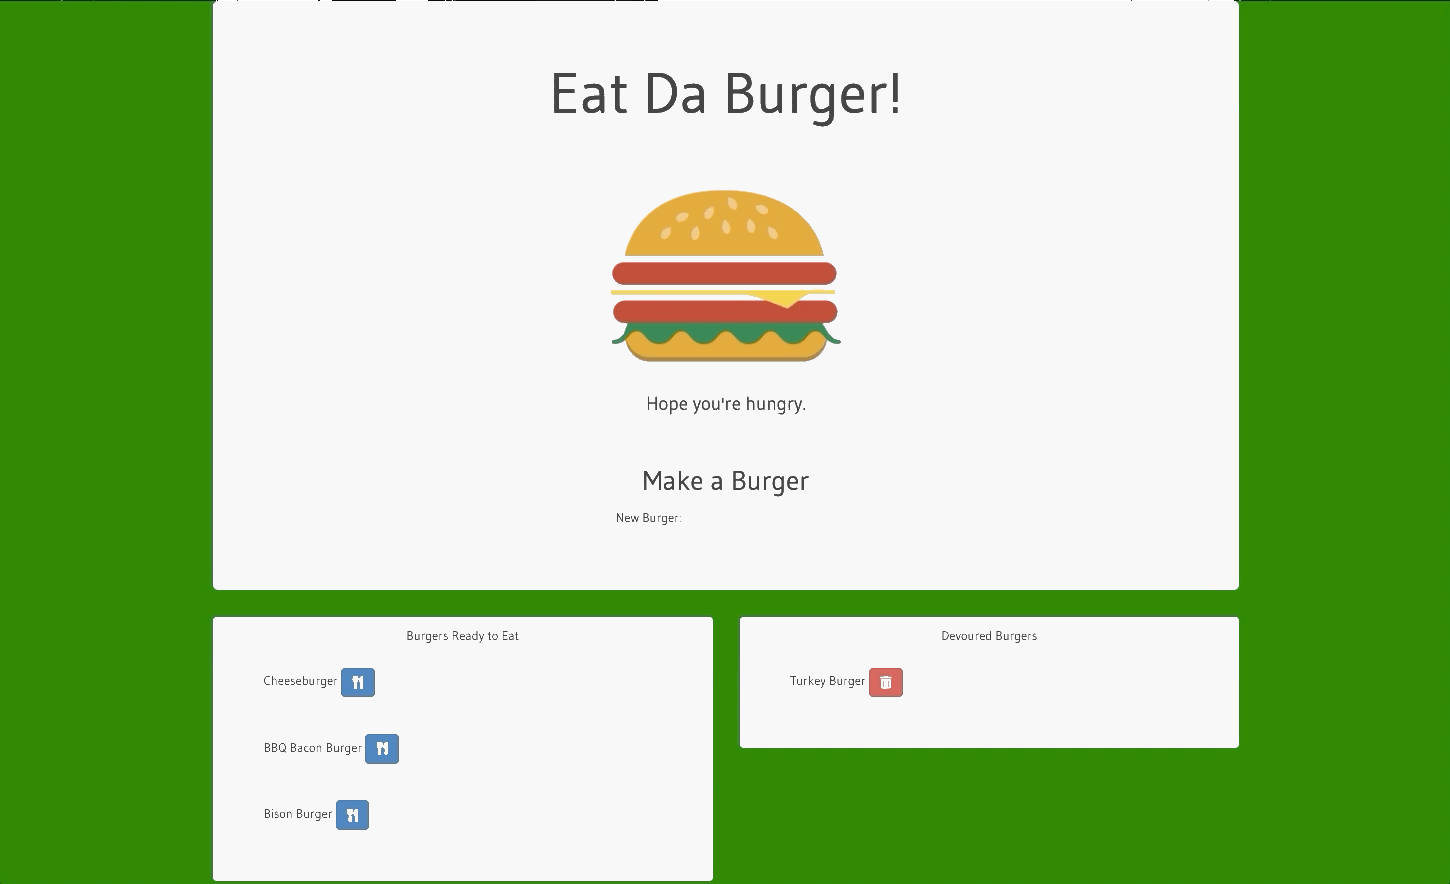 Eat Da Burger!
Hope you're hungry.
Make a Burger
New Burger:
Burgers Ready to Eat
Cheeseburger
BBQ Bacon Burger
Bison Burger
Devoured Burgers
Turkey Burger